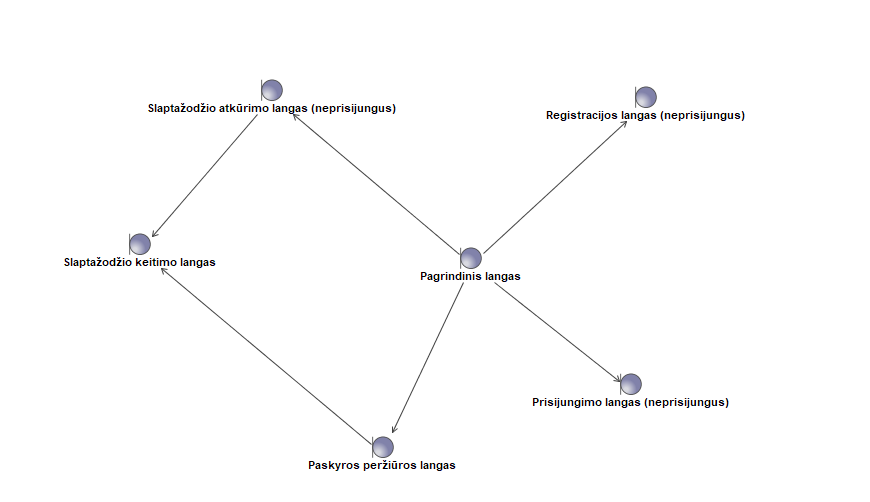 Slaptažodžio atkūrimo langas (neprisijungus)
Registracijos langas (neprisijungus)
Slaptažodžio keitimo langas
Pagrindinis langas
Prisijungimo langas (neprisijungus)
Paskyros peržiūros langas